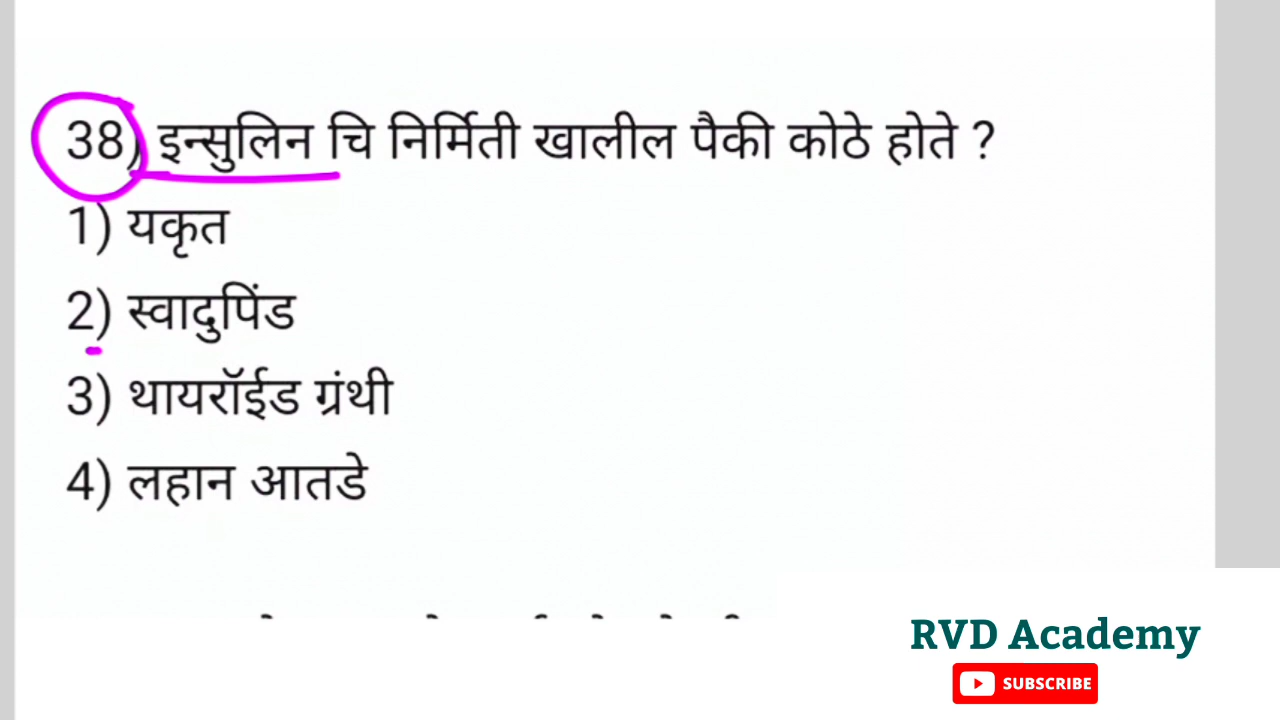 38) इन्सुलिन चि निर्मिती खालील पैकी कोठे होते ?
1) यकृत
2) स्वादुपिंड
3) थायरॉईड ग्रंथी
4) लहान आतडे
RVD Academy
SUBSCRIBE